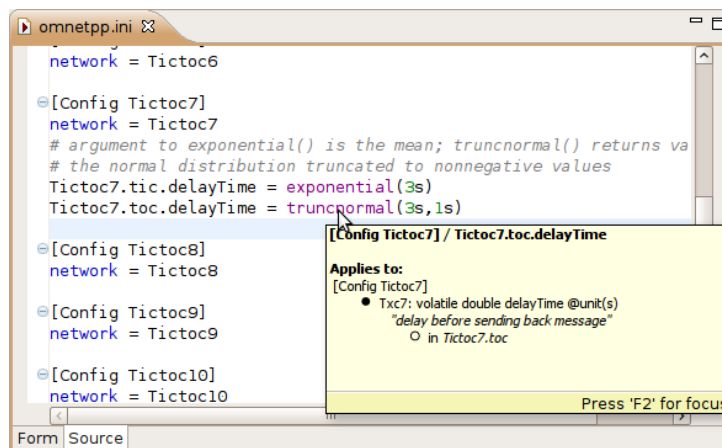 omnetpp.ini
network = Tictoc6
[Config Tictoc7]
network = Tictoc7
# argument to exponential() is the mean; truncnormal() returns va
# the normal distribution truncated to nonnegative values
Tictoc7.tic.delayTime = exponential(3s)
Tictoc7.toc.delayTime = truncnormal(3s,1s)
[Config Tictoc7] / Tictoc7.toc.delayTime
Applies to:
[Config Tictoc7]
Txc7: volatile double delayTime @unit(s)
"delay before sending back message"
in Tictoc7.toc
Press 'F2' for focus
[Config Tictoc8]
network = Tictoc8
[Config Tictoc9]
network = Tictoc9
[Config Tictoc10]
network = Tictoc10
Form Source